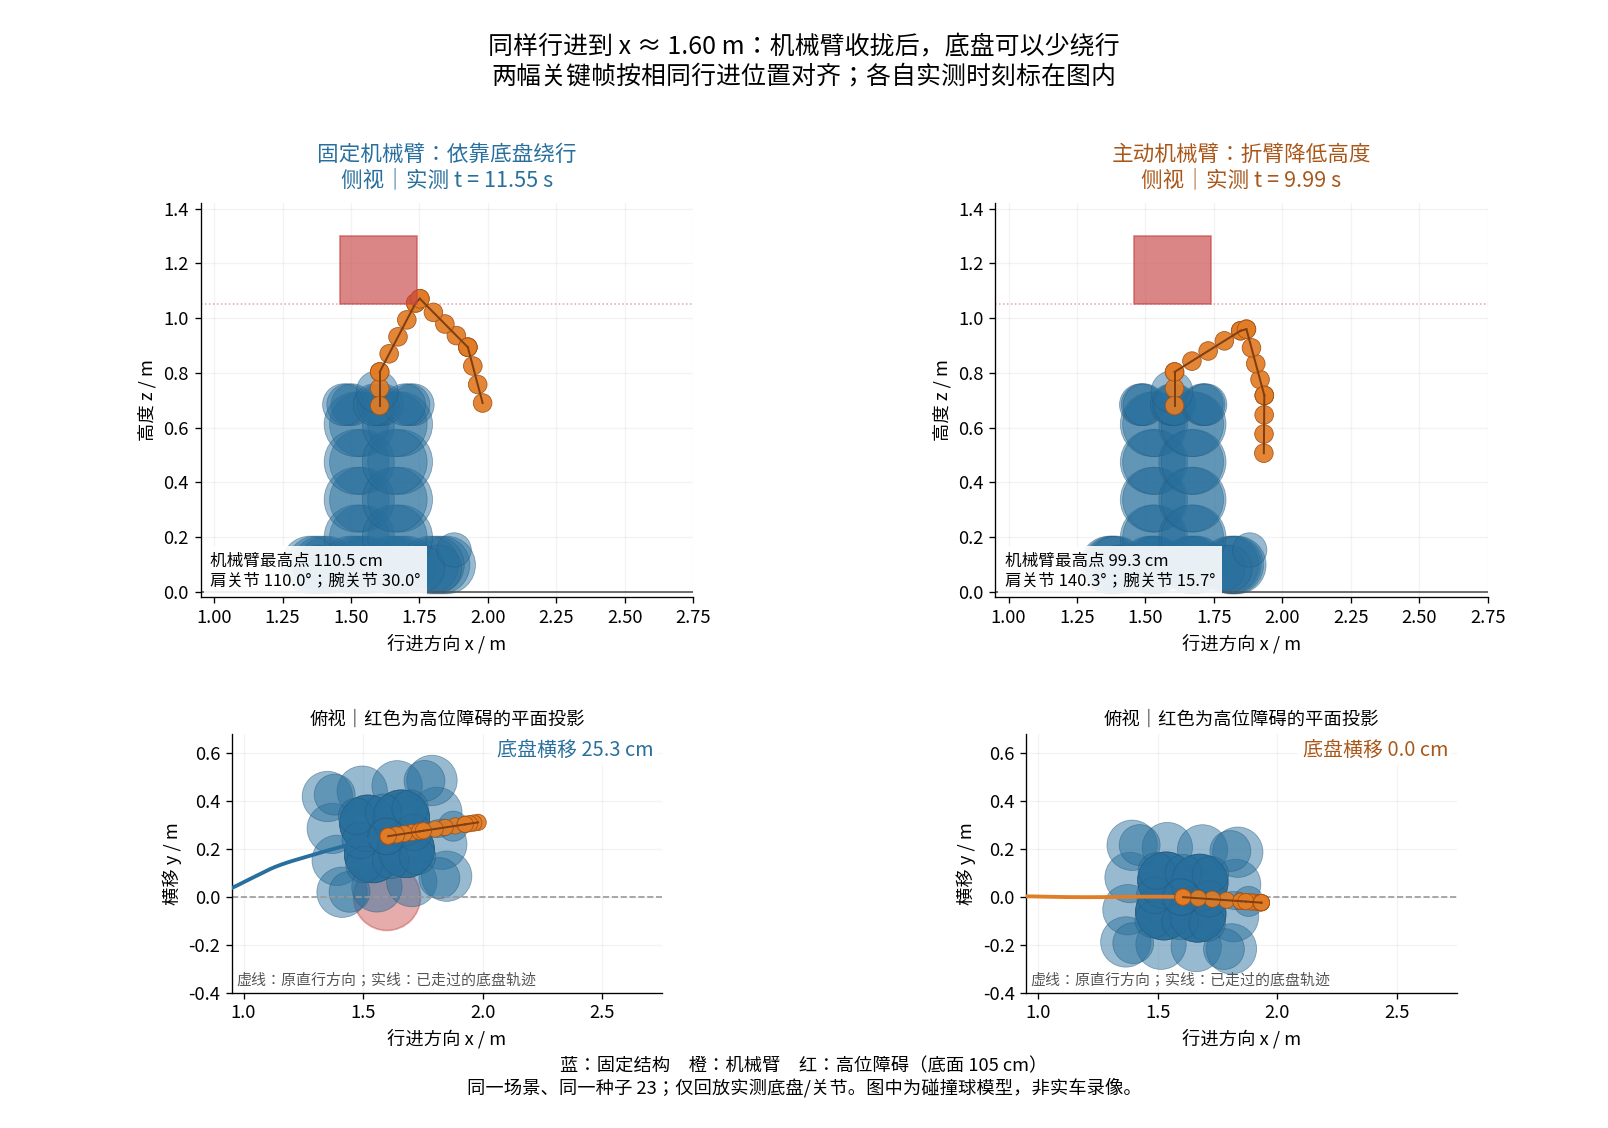 同样行进到 x ≈ 1.60 m：机械臂收拢后，底盘可以少绕行
两幅关键帧按相同行进位置对齐；各自实测时刻标在图内
固定机械臂：依靠底盘绕行
侧视｜实测 t = 11.55 s
1.4
1.2
1.0
0.8
0.6
0.4
0.2
0.0
高度 z / m
机械臂最高点 110.5 cm
肩关节 110.0°；腕关节 30.0°
1.00 1.25 1.50 1.75 2.00 2.25 2.50 2.75
行进方向 x / m
主动机械臂：折臂降低高度
侧视｜实测 t = 9.99 s
1.4
1.2
1.0
0.8
0.6
0.4
0.2
0.0
高度 z / m
机械臂最高点 99.3 cm
肩关节 140.3°；腕关节 15.7°
1.00 1.25 1.50 1.75 2.00 2.25 2.50 2.75
行进方向 x / m
俯视｜红色为高位障碍的平面投影
底盘横移 25.3 cm
0.6
0.4
0.2
0.0
-0.2
-0.4
横移 y / m
虚线：原直行方向；实线：已走过的底盘轨迹
1.0 1.5 2.0 2.5
行进方向 x / m
俯视｜红色为高位障碍的平面投影
底盘横移 0.0 cm
0.6
0.4
0.2
0.0
-0.2
-0.4
横移 y / m
虚线：原直行方向；实线：已走过的底盘轨迹
1.0 1.5 2.0 2.5
行进方向 x / m
蓝：固定结构 橙：机械臂 红：高位障碍（底面 105 cm）
同一场景、同一种子 23；仅回放实测底盘/关节。图中为碰撞球模型，非实车录像。